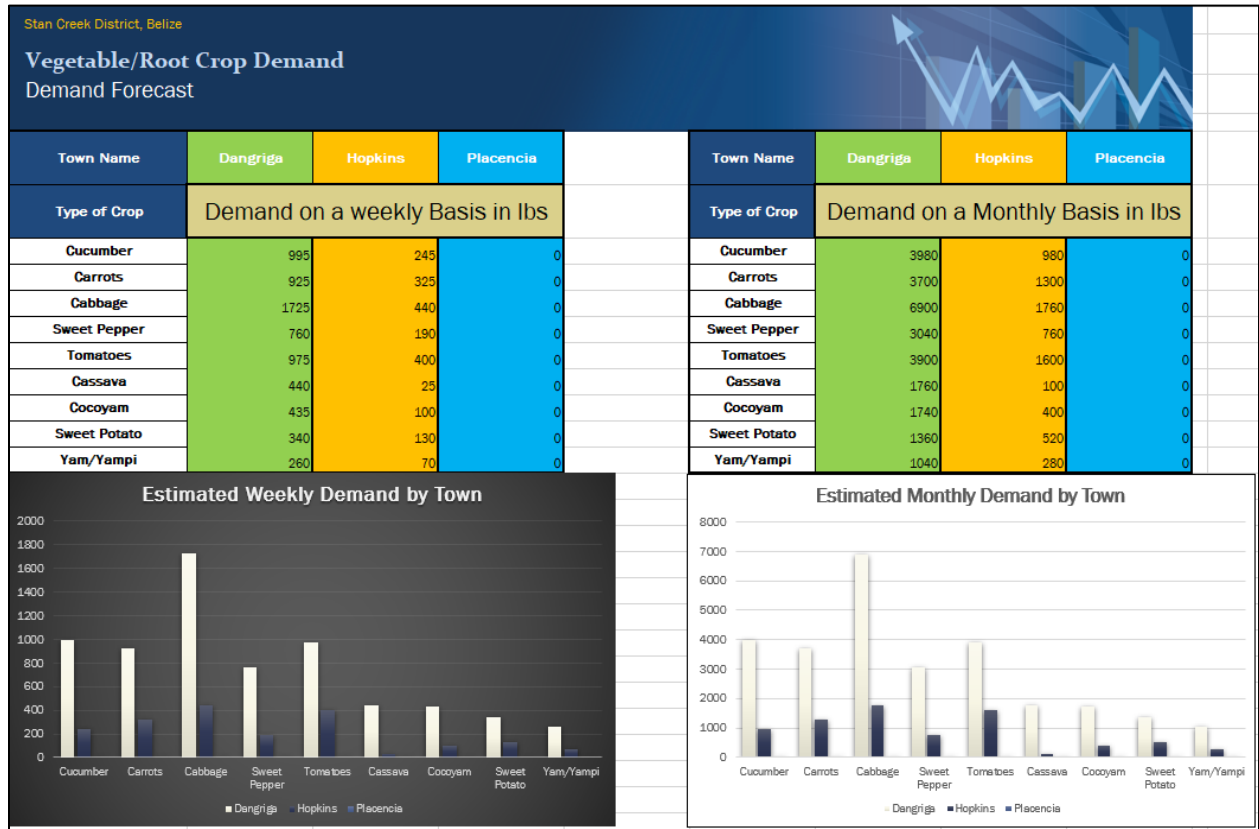 Stan Creek District, Belize
Vegetable/Root Crop Demand
Demand Forecast
Town Name Dangriga Hopkins Placencia
Type of Crop Demand on a weekly Basis in lbs
Cucumber 995 245 0
Carrots 925 325 0
Cabbage 1725 440 0
Sweet Pepper 760 190 0
Tomatoes 975 400 0
Cassava 440 25 0
Cocoyam 435 100 0
Sweet Potato 340 130 0
Yam/Yampi 260 70 0
Town Name Dangriga Hopkins Placencia
Type of Crop Demand on a Monthly Basis in lbs
Cucumber 3980 980 0
Carrots 3700 1300 0
Cabbage 6900 1760 0
Sweet Pepper 3040 760 0
Tomatoes 3900 1600 0
Cassava 1760 100 0
Cocoyam 1740 400 0
Sweet Potato 1360 520 0
Yam/Yampi 1040 280 0
Estimated Weekly Demand by Town
2000
1800
1600
1400
1200
1000
800
600
400
200
0
Cucumber Carrots Cabbage Sweet Pepper Tomatoes Cassava Cocoyam Sweet Potato Yam/Yampi
Dangriga Hopkins Placencia
Estimated Monthly Demand by Town
8000
7000
6000
5000
4000
3000
2000
1000
0
Cucumber Carrots Cabbage Sweet Pepper Tomatoes Cassava Cocoyam Sweet Potato Yam/Yampi
Dangriga Hopkins Placencia